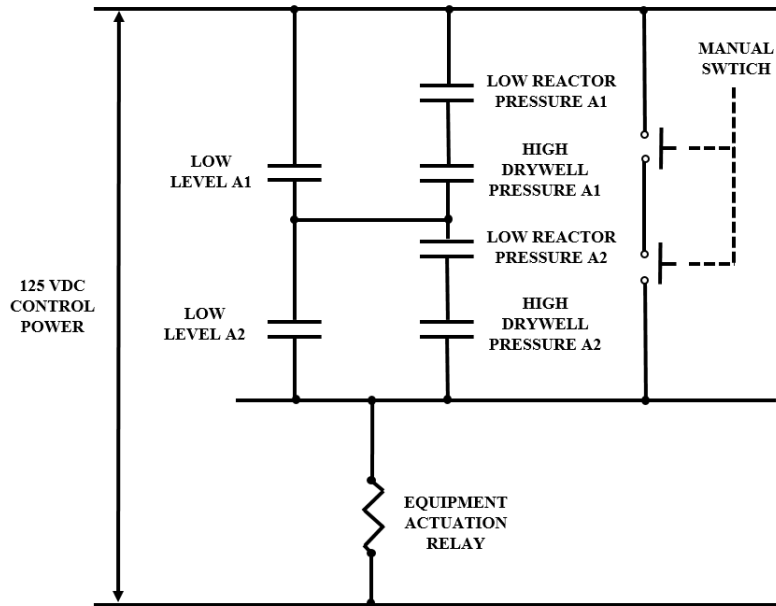 MANUAL
SWTICH
LOW REACTOR
PRESSURE A1
LOW
LEVEL A1
HIGH
DRYWELL
PRESSURE A1
LOW REACTOR
PRESSURE A2
125 VDC
CONTROL
POWER
LOW
LEVEL A2
HIGH
DRYWELL
PRESSURE A2
EQUIPMENT
ACTUATION
RELAY